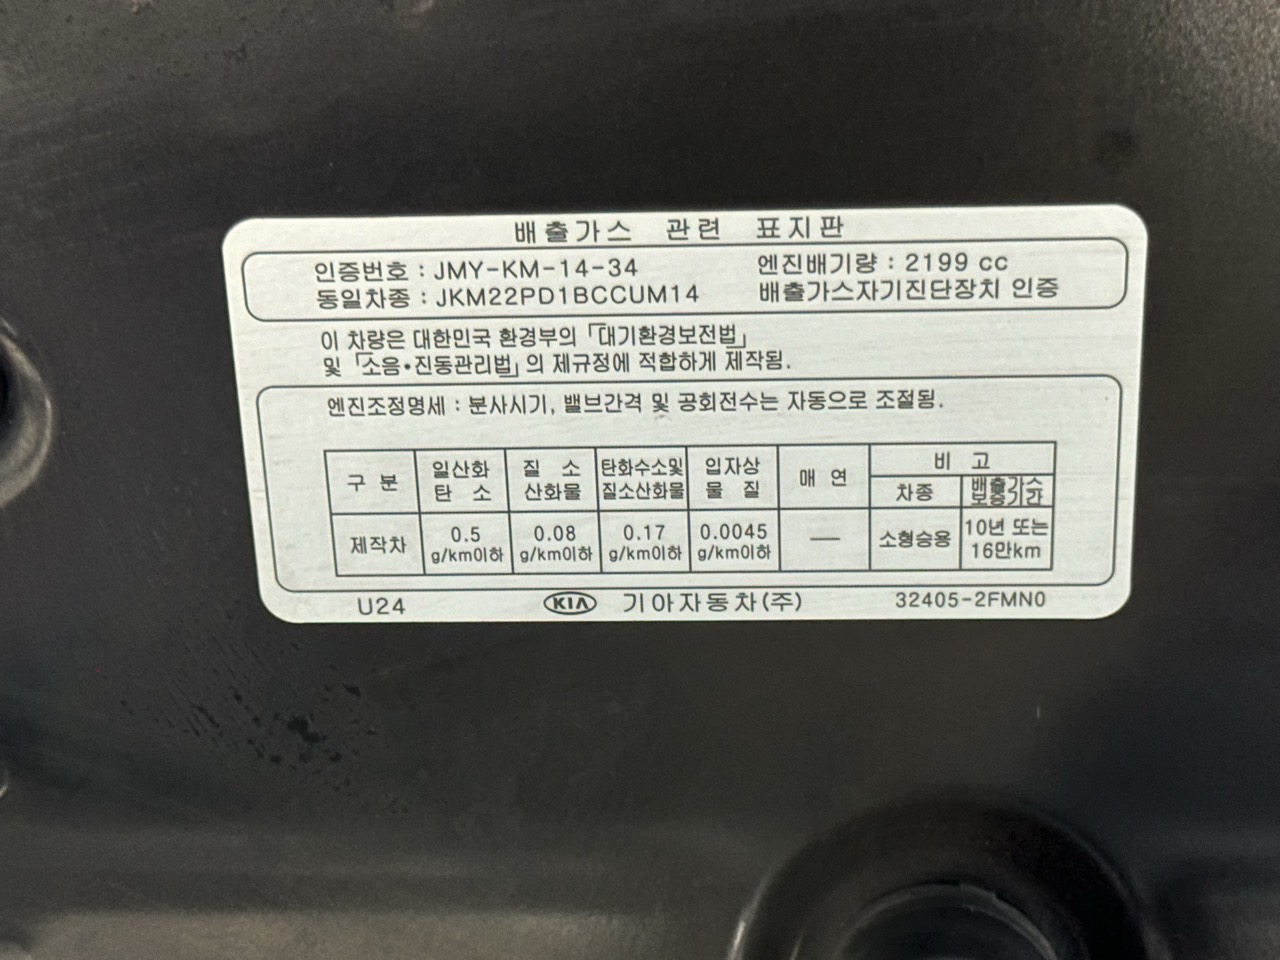 배출가스 관련 표지판
인증번호 : JMY-KM-14-34 엔진배기량 : 2199 cc
동일차종 : JKM22PD1BCCUM14 배출가스자기진단장치 인증
이 차량은 대한민국 환경부의 「대기환경보전법」
및 「소음·진동관리법」의 제규정에 적합하게 제작됨.
엔진조정명세 : 분사시기, 밸브간격 및 공회전수는 자동으로 조절됨.
구 분 일산화 탄 소 질 소 산화물 탄화수소및 질소산화물 입자상 물 질 매 연 비 고
차종 배출가스 보증기간
제작차 0.5 g/km이하 0.08 g/km이하 0.17 g/km이하 0.0045 g/km이하 — 소형승용 10년 또는 16만km
U24 KIA 기아자동차(주) 32405-2FMN0